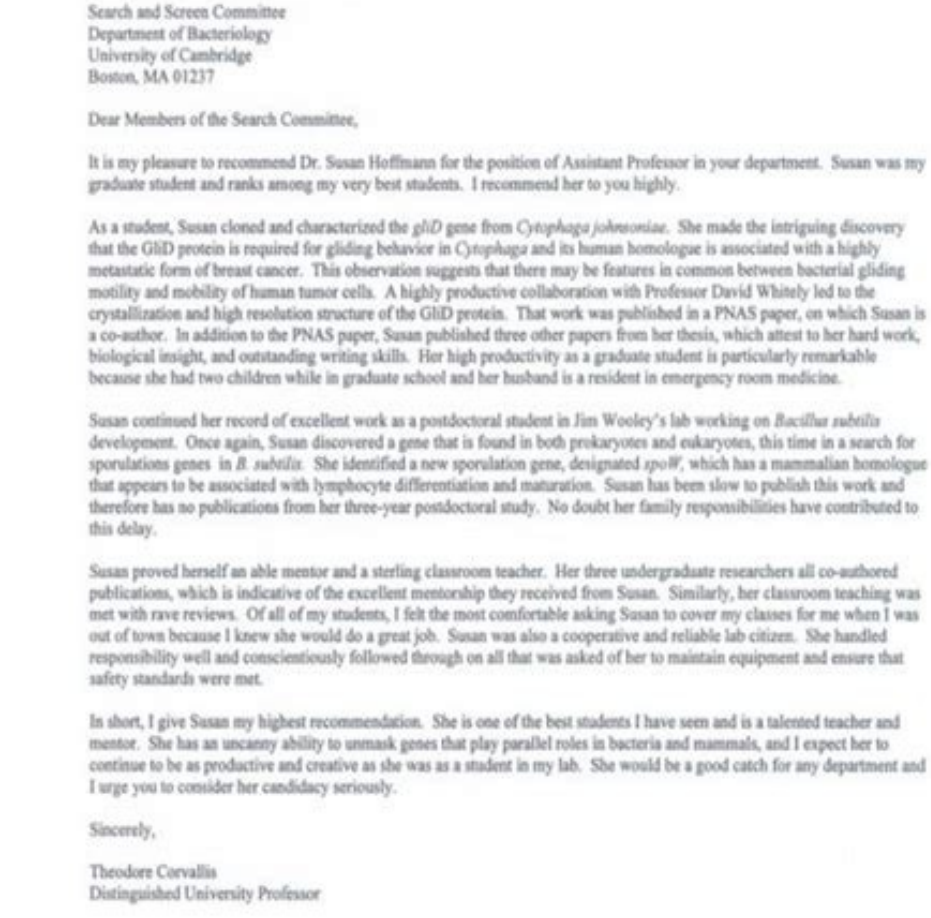 Search and Screen Committee
Department of Bacteriology
University of Cambridge
Boston, MA 01237
Dear Members of the Search Committee,
It is my pleasure to recommend Dr. Susan Hoffmann for the position of Assistant Professor in your department. Susan was my
graduate student and ranks among my very best students. I recommend her to you highly.
As a student, Susan cloned and characterized the gliD gene from Cytophaga johnsoniae. She made the intriguing discovery
that the GliD protein is required for gliding behavior in Cytophaga and its human homologue is associated with a highly
metastatic form of breast cancer. This observation suggests that there may be features in common between bacterial gliding
motility and mobility of human tumor cells. A highly productive collaboration with Professor David Whitely led to the
crystallization and high resolution structure of the GliD protein. That work was published in a PNAS paper, on which Susan is
a co-author. In addition to the PNAS paper, Susan published three other papers from her thesis, which attest to her hard work,
biological insight, and outstanding writing skills. Her high productivity as a graduate student is particularly remarkable
because she had two children while in graduate school and her husband is a resident in emergency room medicine.
Susan continued her record of excellent work as a postdoctoral student in Jim Wooley's lab working on Bacillus subtilis
development. Once again, Susan discovered a gene that is found in both prokaryotes and eukaryotes, this time in a search for
sporulations genes in B. subtilis. She identified a new sporulation gene, designated spoW, which has a mammalian homologue
that appears to be associated with lymphocyte differentiation and maturation. Susan has been slow to publish this work and
therefore has no publications from her three-year postdoctoral study. No doubt her family responsibilities have contributed to
this delay.
Susan proved herself an able mentor and a sterling classroom teacher. Her three undergraduate researchers all co-authored
publications, which is indicative of the excellent mentorship they received from Susan. Similarly, her classroom teaching was
met with rave reviews. Of all of my students, I felt the most comfortable asking Susan to cover my classes for me when I was
out of town because I knew she would do a great job. Susan was also a cooperative and reliable lab citizen. She handled
responsibility well and conscientiously followed through on all that was asked of her to maintain equipment and ensure that
safety standards were met.
In short, I give Susan my highest recommendation. She is one of the best students I have seen and is a talented teacher and
mentor. She has an uncanny ability to unmask genes that play parallel roles in bacteria and mammals, and I expect her to
continue to be as productive and creative as she was as a student in my lab. She would be a good catch for any department and
I urge you to consider her candidacy seriously.
Sincerely,
Theodore Corvallis
Distinguished University Professor